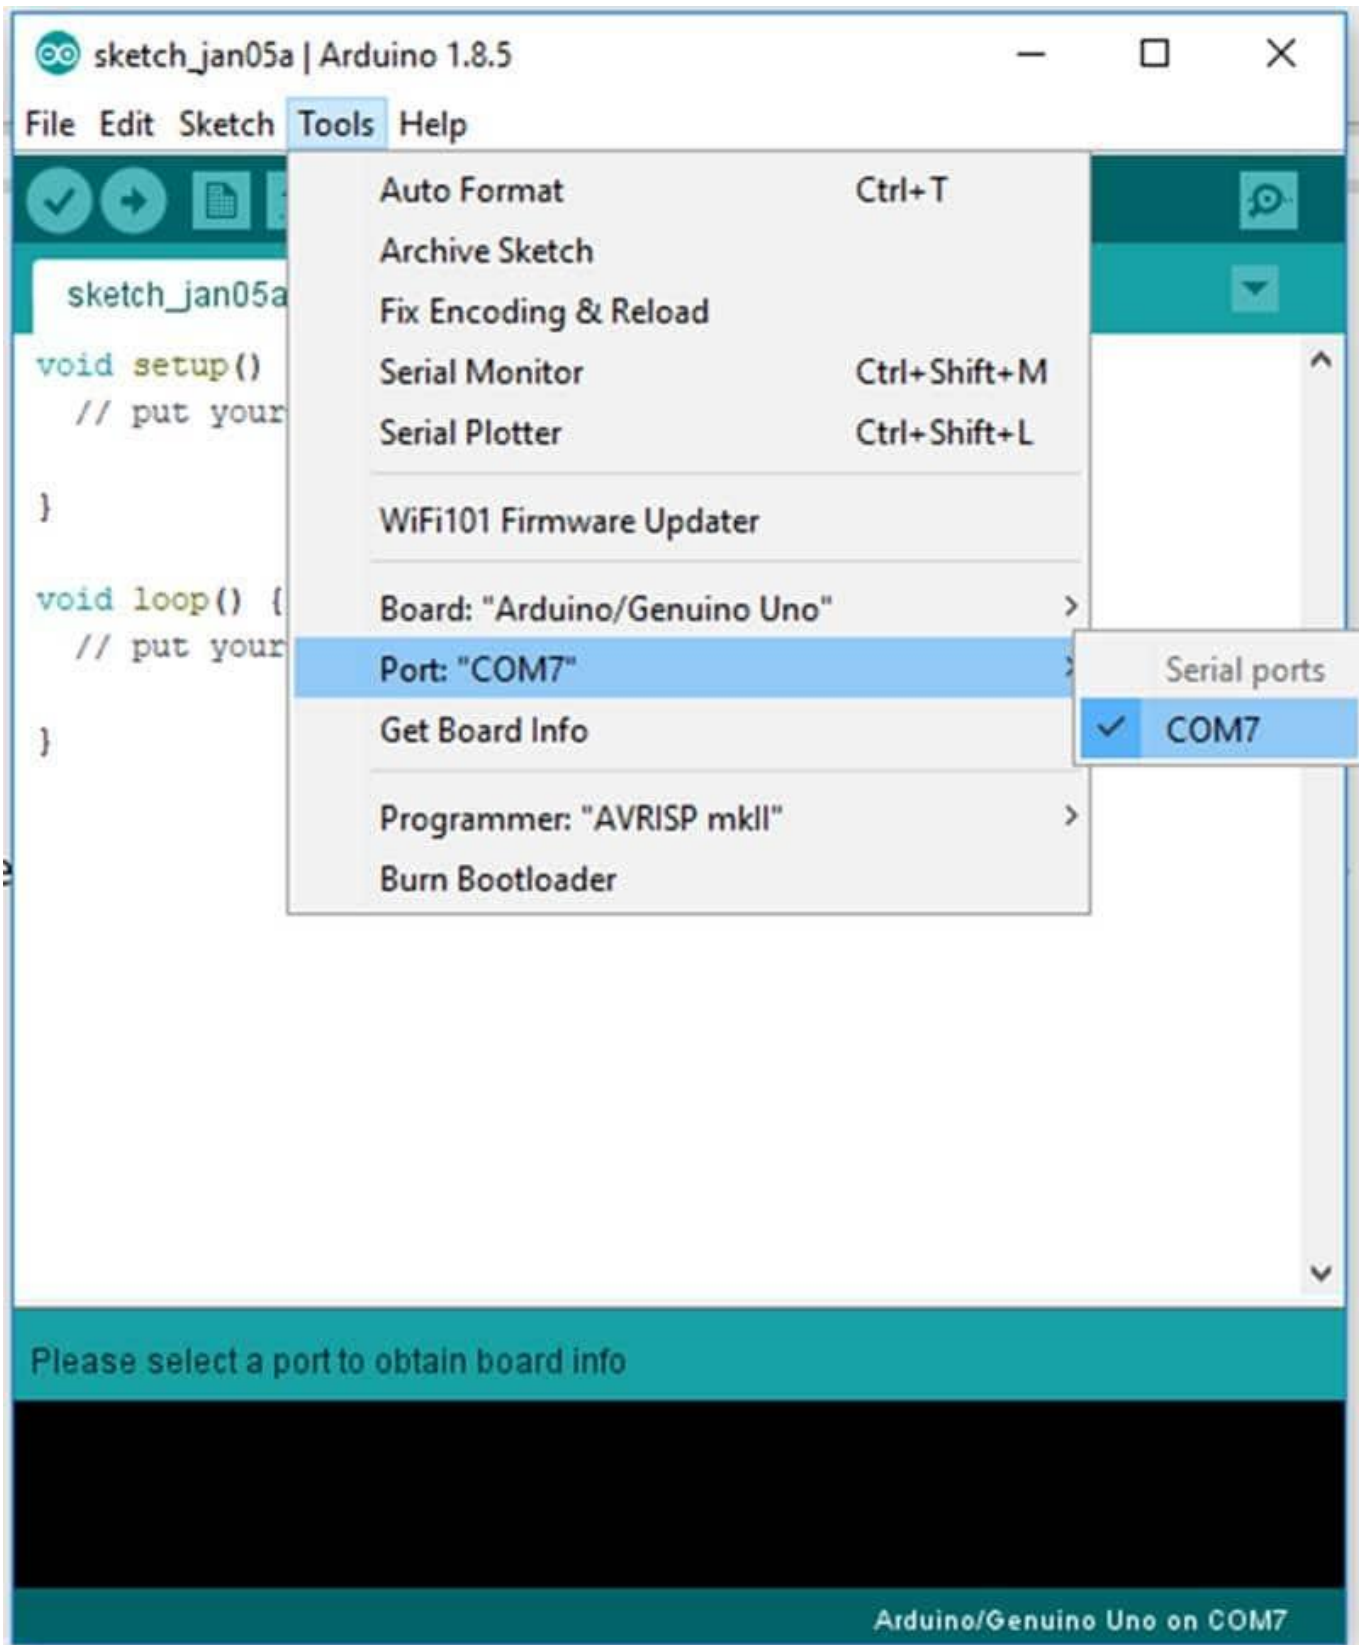 sketch_jan05a | Arduino 1.8.5
File Edit Sketch Tools Help
Auto Format Ctrl+T
Archive Sketch
sketch_jan05a
Fix Encoding & Reload
void setup()
Serial Monitor Ctrl+Shift+M
// put your
Serial Plotter Ctrl+Shift+L
}
WiFi101 Firmware Updater
void loop() {
Board: "Arduino/Genuino Uno" >
// put your
Port: "COM7" >
Serial ports
Get Board Info
COM7
}
Programmer: "AVRISP mkII" >
Burn Bootloader
Please select a port to obtain board info
Arduino/Genuino Uno on COM7